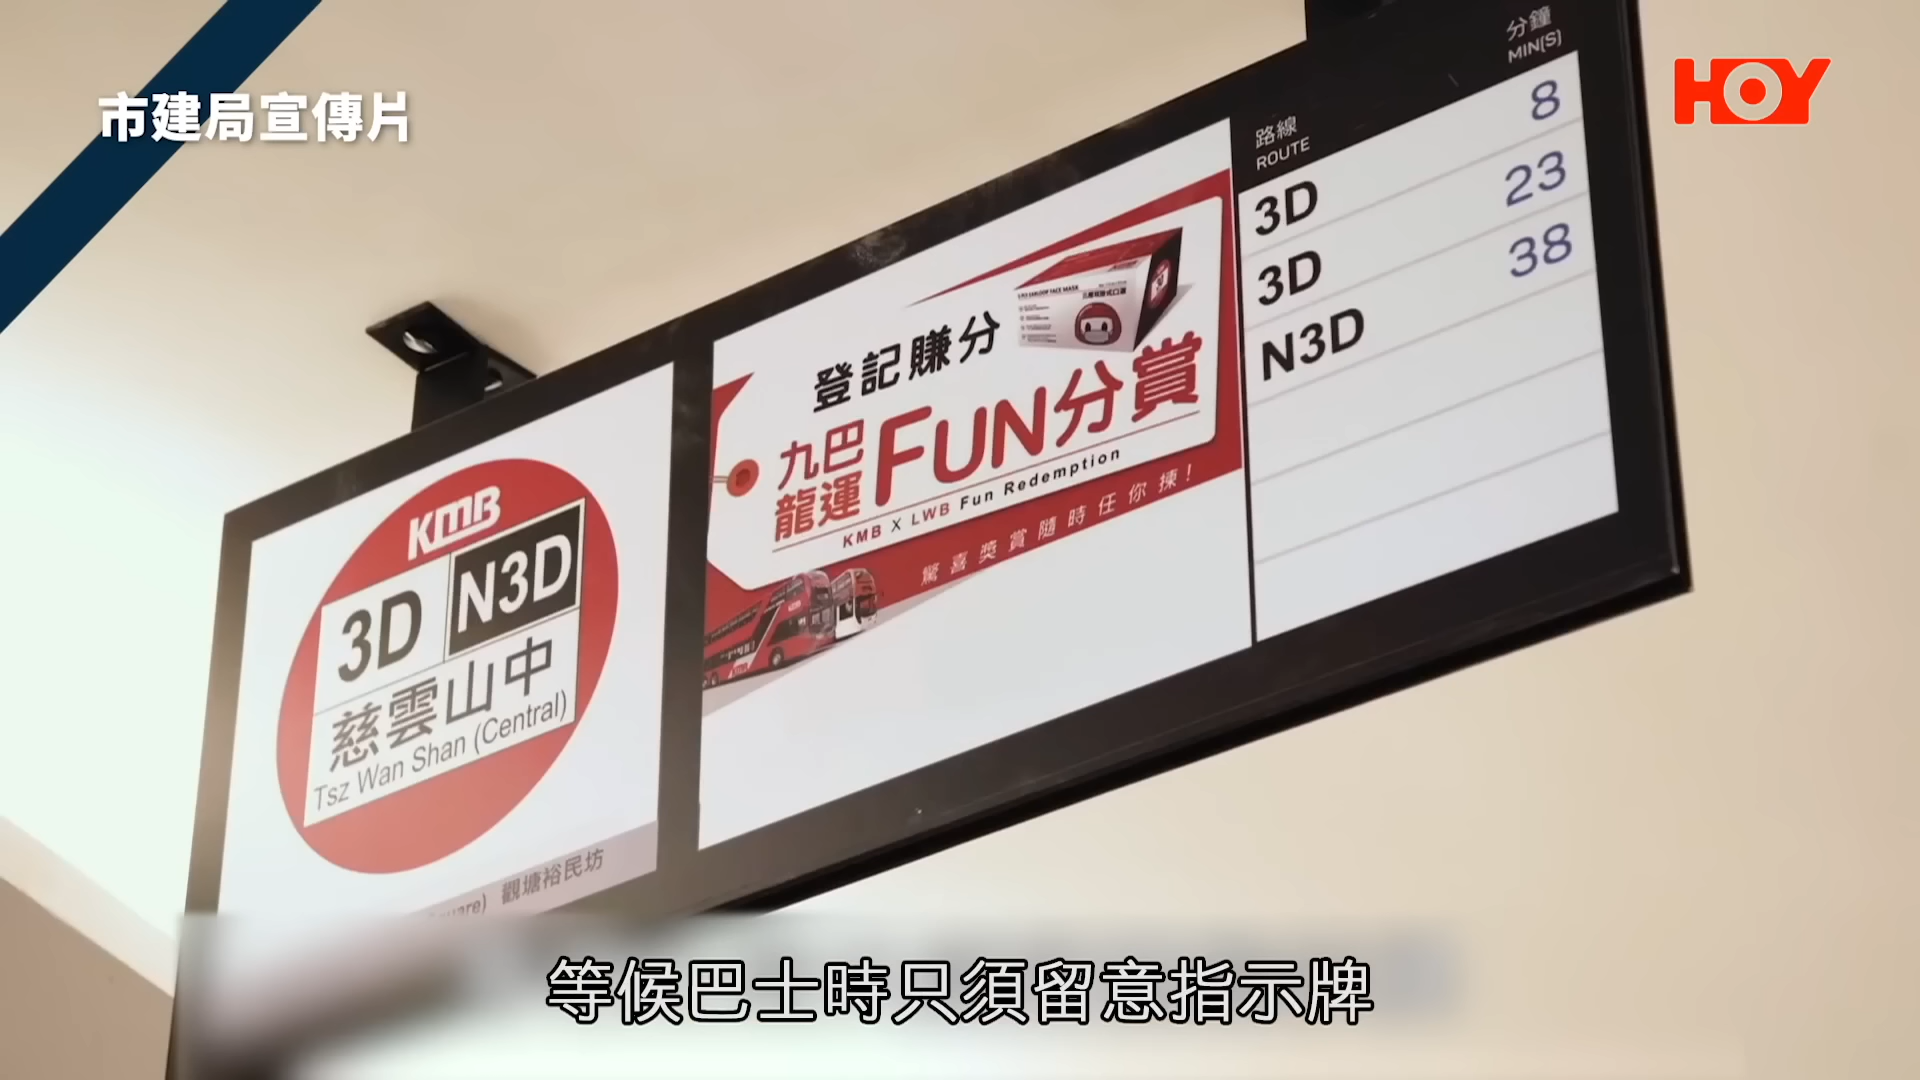 市建局宣傳片
HOY
分鐘
MIN(S)
路線
ROUTE
3D 8
3D 23
N3D 38
登記賺分
九巴
龍運
FUN分賞
KMB X LWB Fun Redemption
驚喜獎賞隨時任你揀！
KMB
3D N3D
慈雲山中
Tsz Wan Shan (Central)
觀塘裕民坊
等候巴士時只須留意指示牌